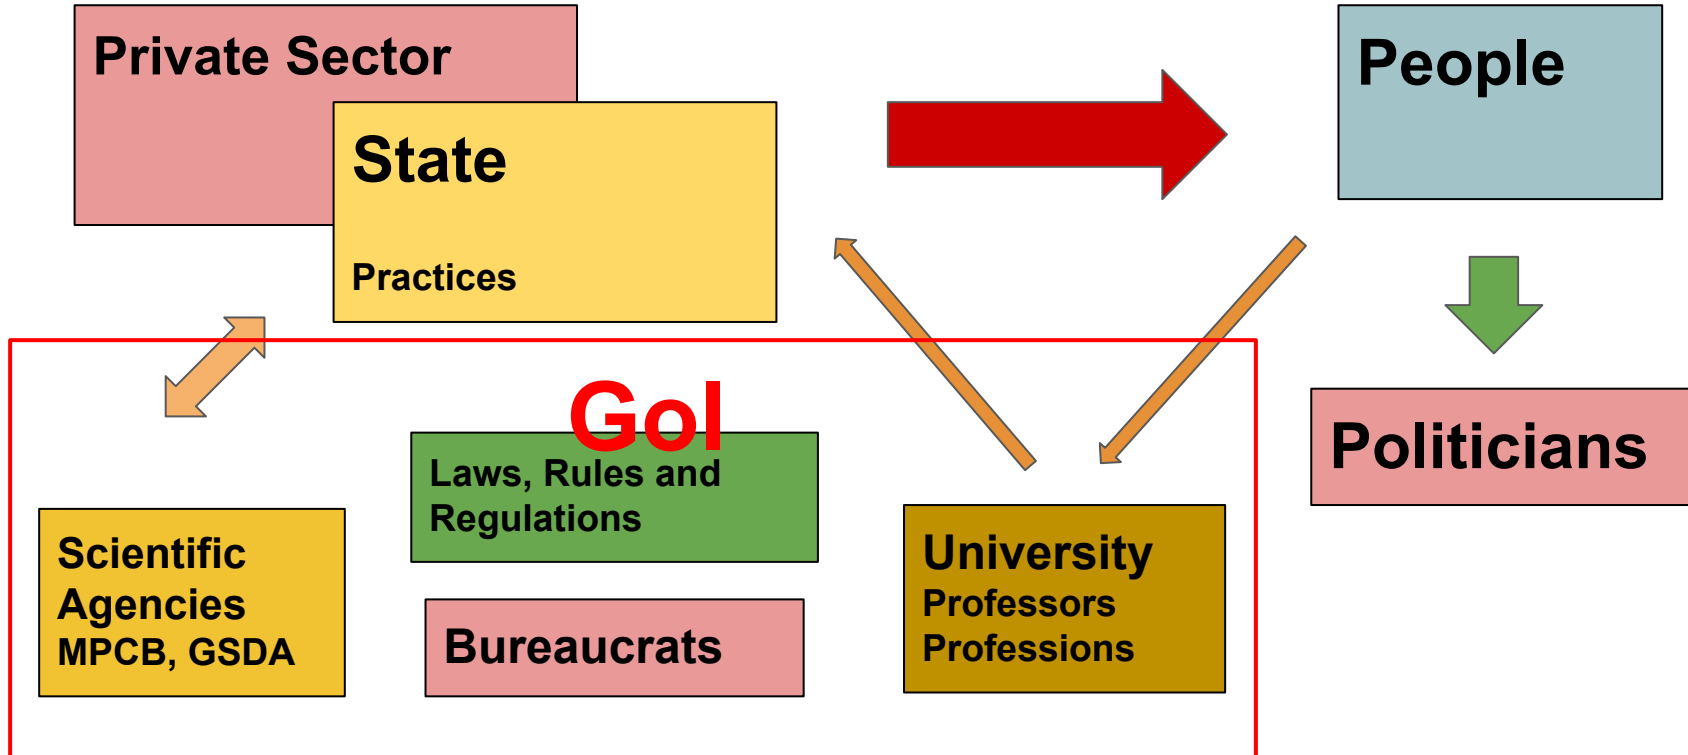 Private Sector
State
Practices
People
GoI
Laws, Rules and
Regulations
Scientific
Agencies
MPCB, GSDA
Bureaucrats
University
Professors
Professions
Politicians